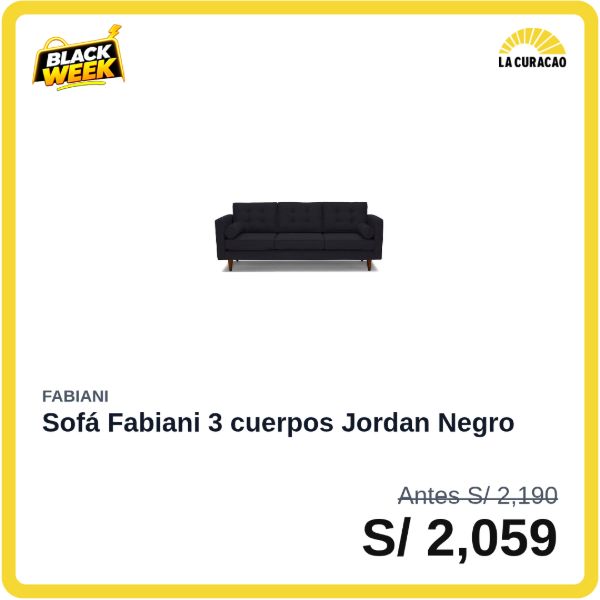 BLACK
WEEK
LA CURACAO
FABIANI
Sofá Fabiani 3 cuerpos Jordan Negro
Antes S/ 2,190
S/ 2,059